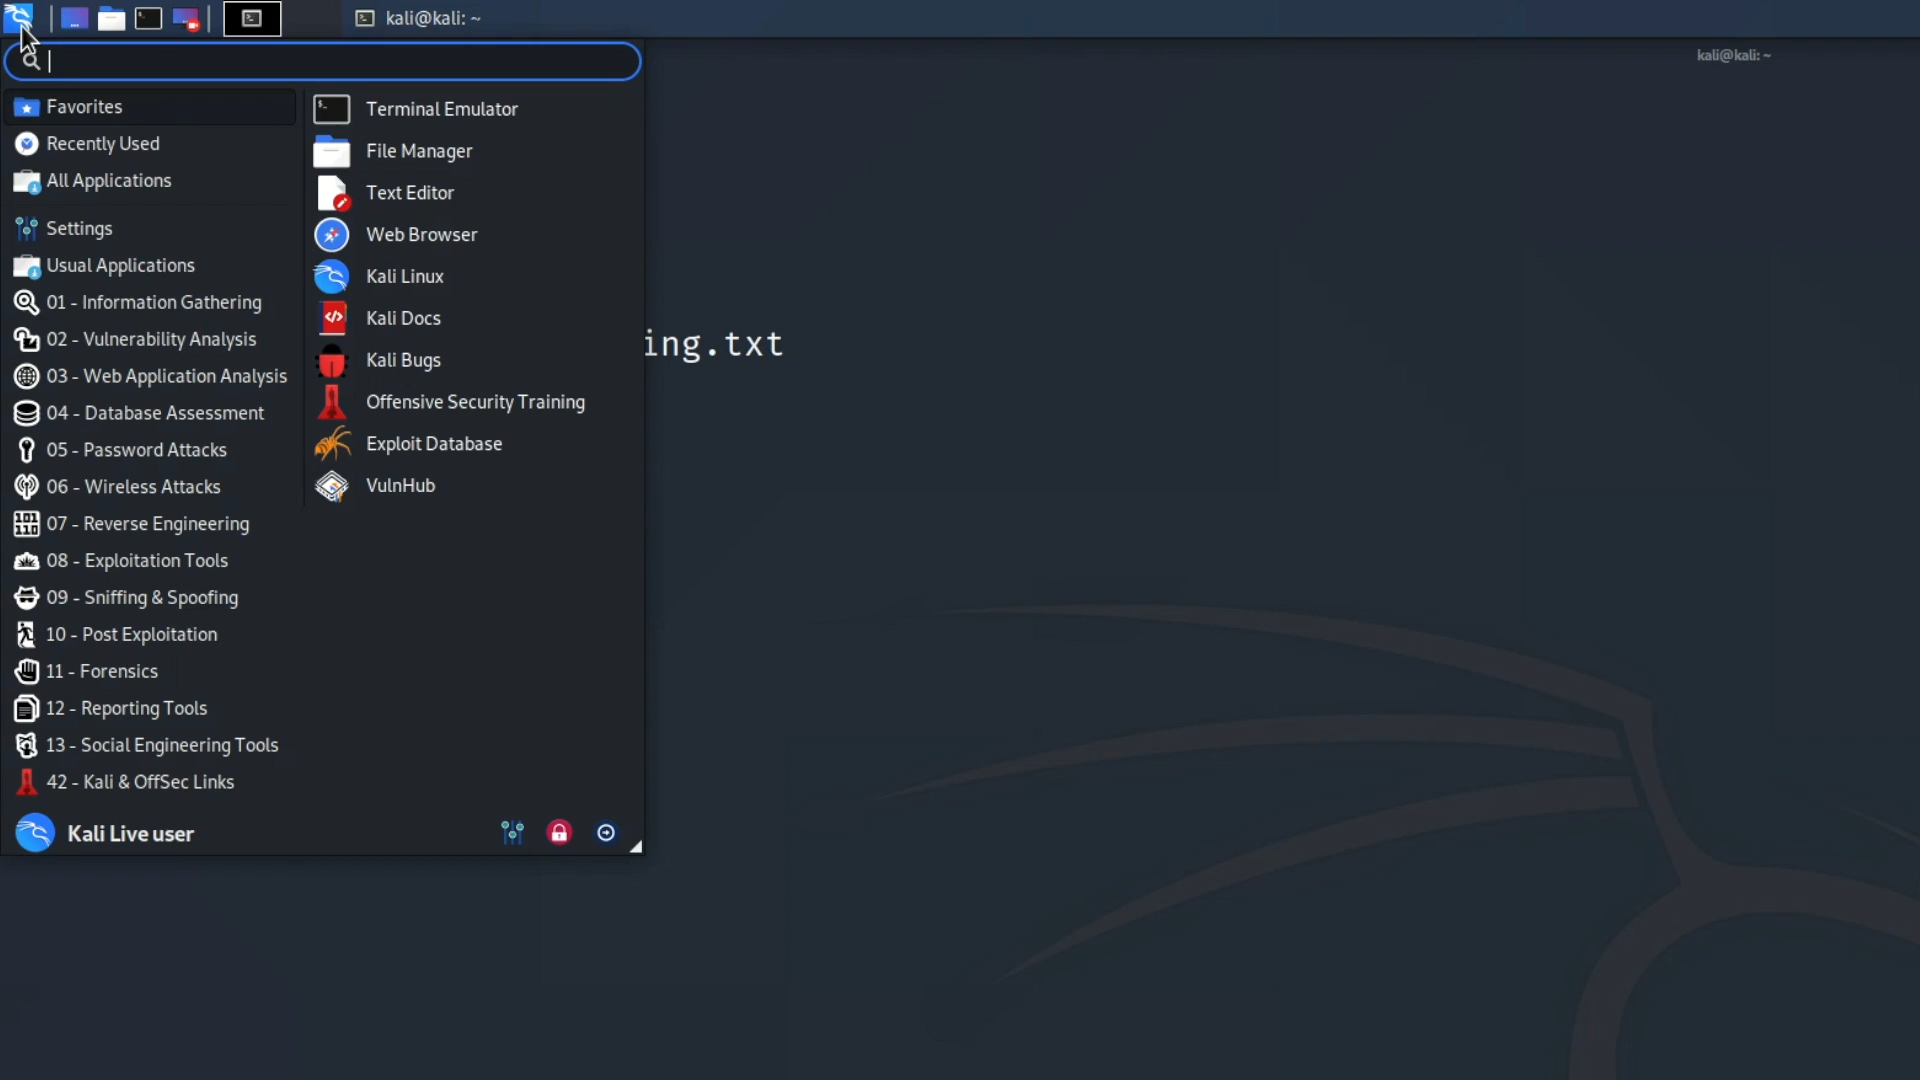 kali@kali: ~
kali@kali: ~
Favorites
Recently Used
All Applications
Settings
Usual Applications
01 - Information Gathering
02 - Vulnerability Analysis
03 - Web Application Analysis
04 - Database Assessment
05 - Password Attacks
06 - Wireless Attacks
07 - Reverse Engineering
08 - Exploitation Tools
09 - Sniffing & Spoofing
10 - Post Exploitation
11 - Forensics
12 - Reporting Tools
13 - Social Engineering Tools
42 - Kali & OffSec Links
Terminal Emulator
File Manager
Text Editor
Web Browser
Kali Linux
Kali Docs
Kali Bugs
Offensive Security Training
Exploit Database
VulnHub
ing.txt
Kali Live user